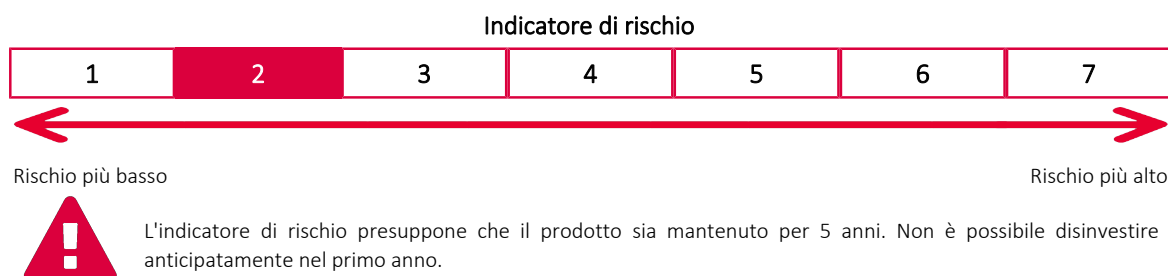 Indicatore di rischio
1 2 3 4 5 6 7
Rischio più basso Rischio più alto
L'indicatore di rischio presuppone che il prodotto sia mantenuto per 5 anni. Non è possibile disinvestire
anticipatamente nel primo anno.